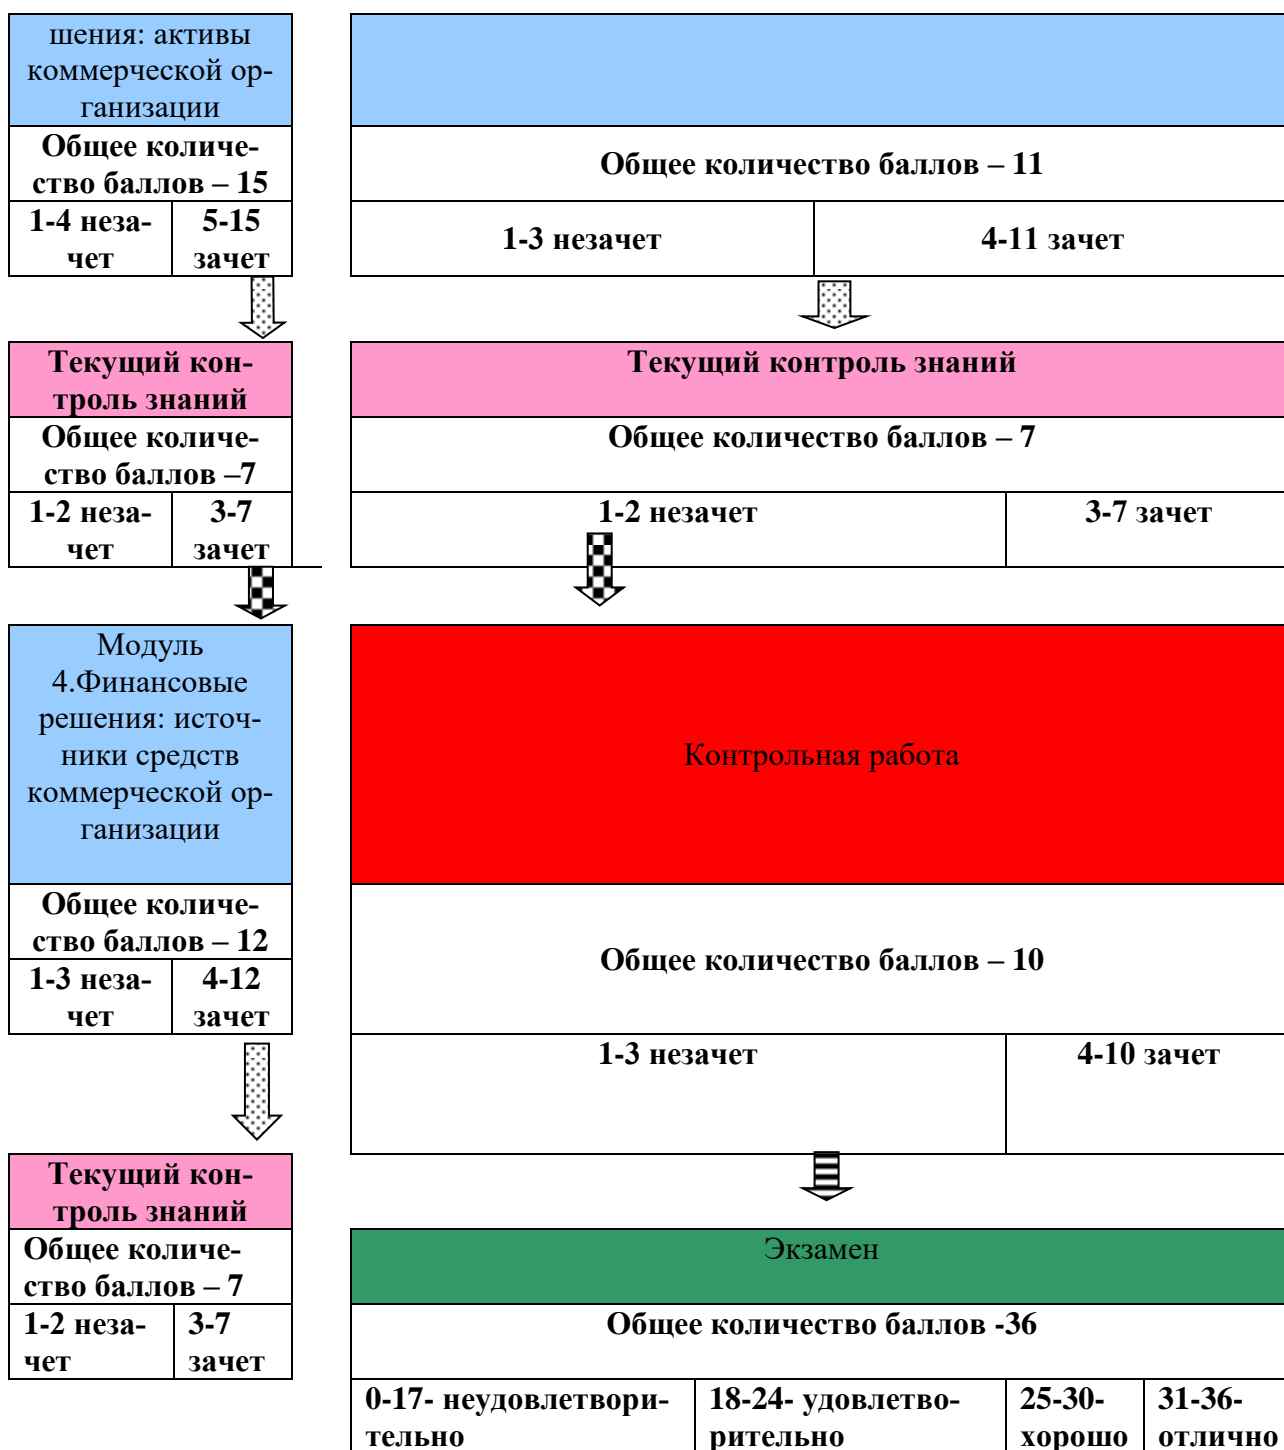 шения: активы
коммерческой ор-
ганизации
Общее количе-
ство баллов – 15
1-4 неза-
чет
5-15
зачет
Текущий кон-
троль знаний
Общее количе-
ство баллов –7
1-2 неза-
чет
3-7
зачет
Модуль
4.Финансовые
решения: источ-
ники средств
коммерческой ор-
ганизации
Общее количе-
ство баллов – 12
1-3 неза-
чет
4-12
зачет
Текущий кон-
троль знаний
Общее количе-
ство баллов – 7
1-2 неза-
чет
3-7
зачет
Общее количество баллов – 11
1-3 незачет
4-11 зачет
Текущий контроль знаний
Общее количество баллов – 7
1-2 незачет
3-7 зачет
Контрольная работа
Общее количество баллов – 10
1-3 незачет
4-10 зачет
Экзамен
Общее количество баллов -36
0-17- неудовлетвори-
тельно
18-24- удовлетво-
рительно
25-30-
хорошо
31-36-
отлично